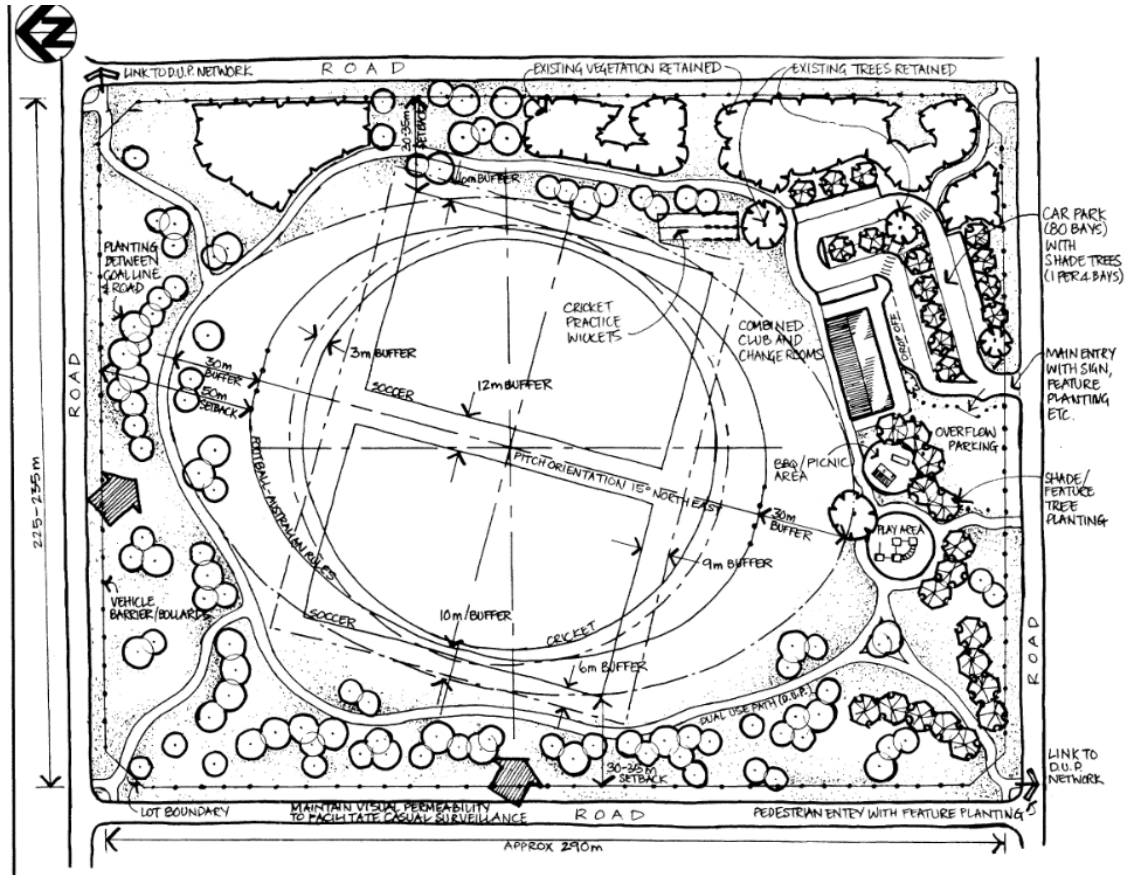 N
LINK TO D.U.P. NETWORK
ROAD
EXISTING VEGETATION RETAINED
EXISTING TREES RETAINED
30-35m
SETBACK
BUFFER
CAR PARK
(80 BAYS)
WITH
SHADE TREES
(1 PER 4 BAYS)
PLANTING
BETWEEN
GOAL LINE
& ROAD
CRICKET
PRACTICE
WICKETS
COMBINED
CLUB AND
CHANGE ROOMS
DROP OFF
3m BUFFER
30m
BUFFER
50m
SETBACK
SOCCER
12m BUFFER
MAIN ENTRY
WITH SIGN,
FEATURE
PLANTING
ETC.
ROAD
OVERFLOW
PARKING
PITCH ORIENTATION 15° NORTH EAST
BBQ/PICNIC
AREA
SHADE/
FEATURE
TREE
PLANTING
225-235m
FOOTBALL-AUSTRALIAN RULES
30m
BUFFER
PLAY AREA
9m BUFFER
VEHICLE
BARRIER/BOLLARDS
SOCCER
10m BUFFER
CRICKET
6m BUFFER
ROAD
DUAL USE PATH (D.U.P.)
30-35m
SETBACK
LINK TO
D.U.P.
NETWORK
LOT BOUNDARY
MAINTAIN VISUAL PERMEABILITY
TO FACILITATE CASUAL SURVEILLANCE
ROAD
PEDESTRIAN ENTRY WITH FEATURE PLANTING
APPROX 290m